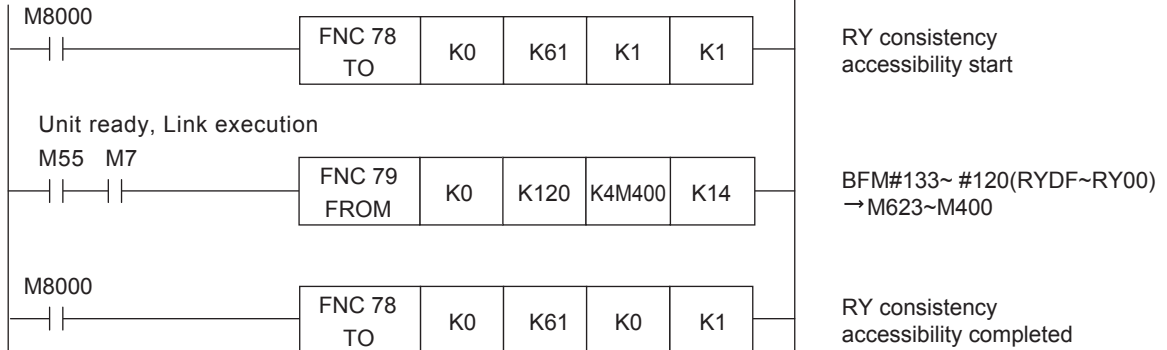 M8000
FNC 78
TO
K0
K61
K1
K1
RY consistency
accessibility start
Unit ready, Link execution
M55 M7
FNC 79
FROM
K0
K120
K4M400
K14
BFM#133~ #120(RYDF~RY00)
→M623~M400
M8000
FNC 78
TO
K0
K61
K0
K1
RY consistency
accessibility completed